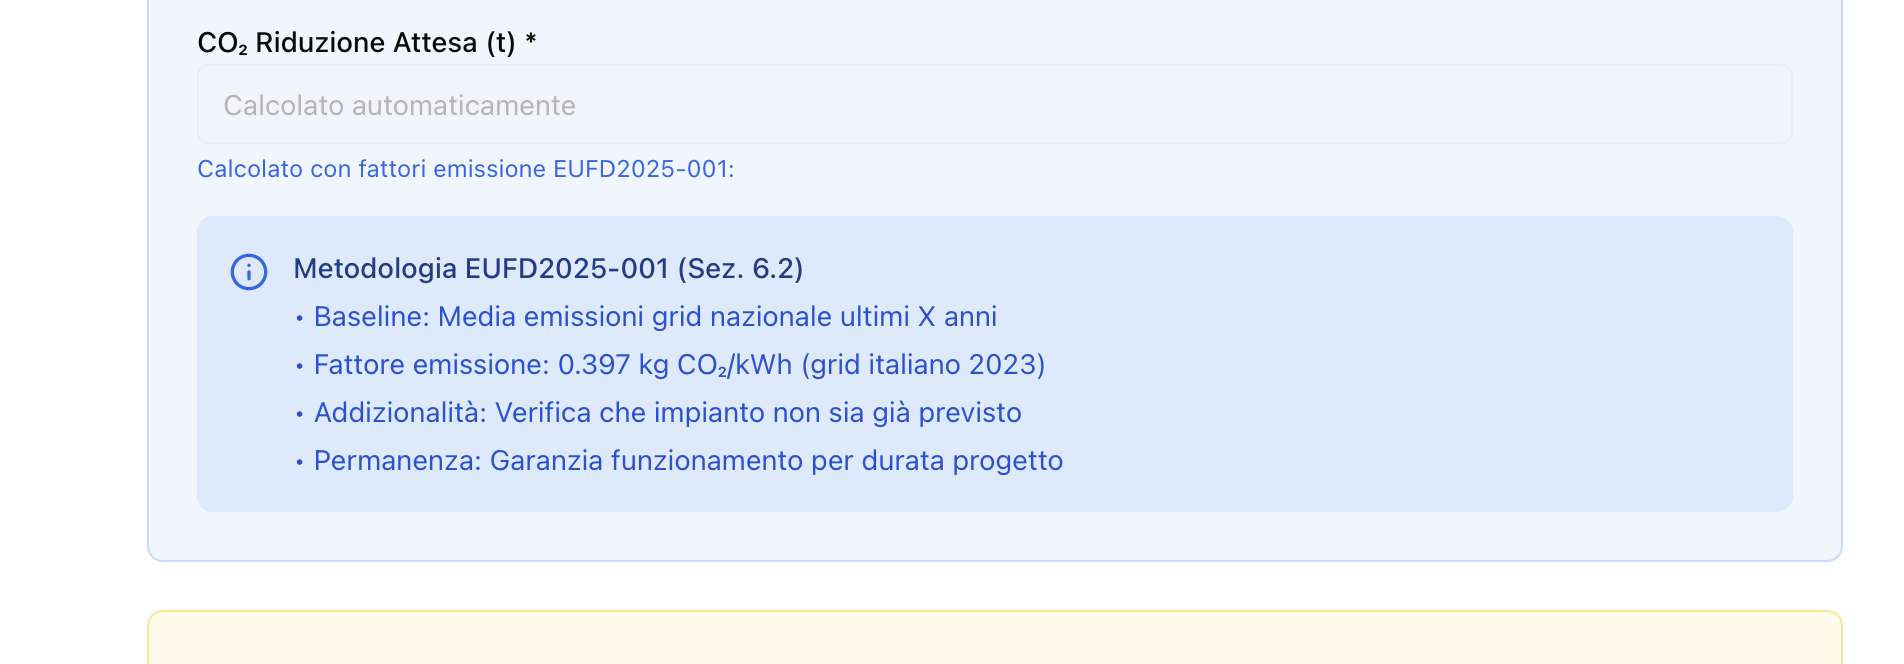 CO₂ Riduzione Attesa (t) *
Calcolato automaticamente
Calcolato con fattori emissione EUFD2025-001:
Metodologia EUFD2025-001 (Sez. 6.2)
• Baseline: Media emissioni grid nazionale ultimi X anni
• Fattore emissione: 0.397 kg CO₂/kWh (grid italiano 2023)
• Addizionalità: Verifica che impianto non sia già previsto
• Permanenza: Garanzia funzionamento per durata progetto